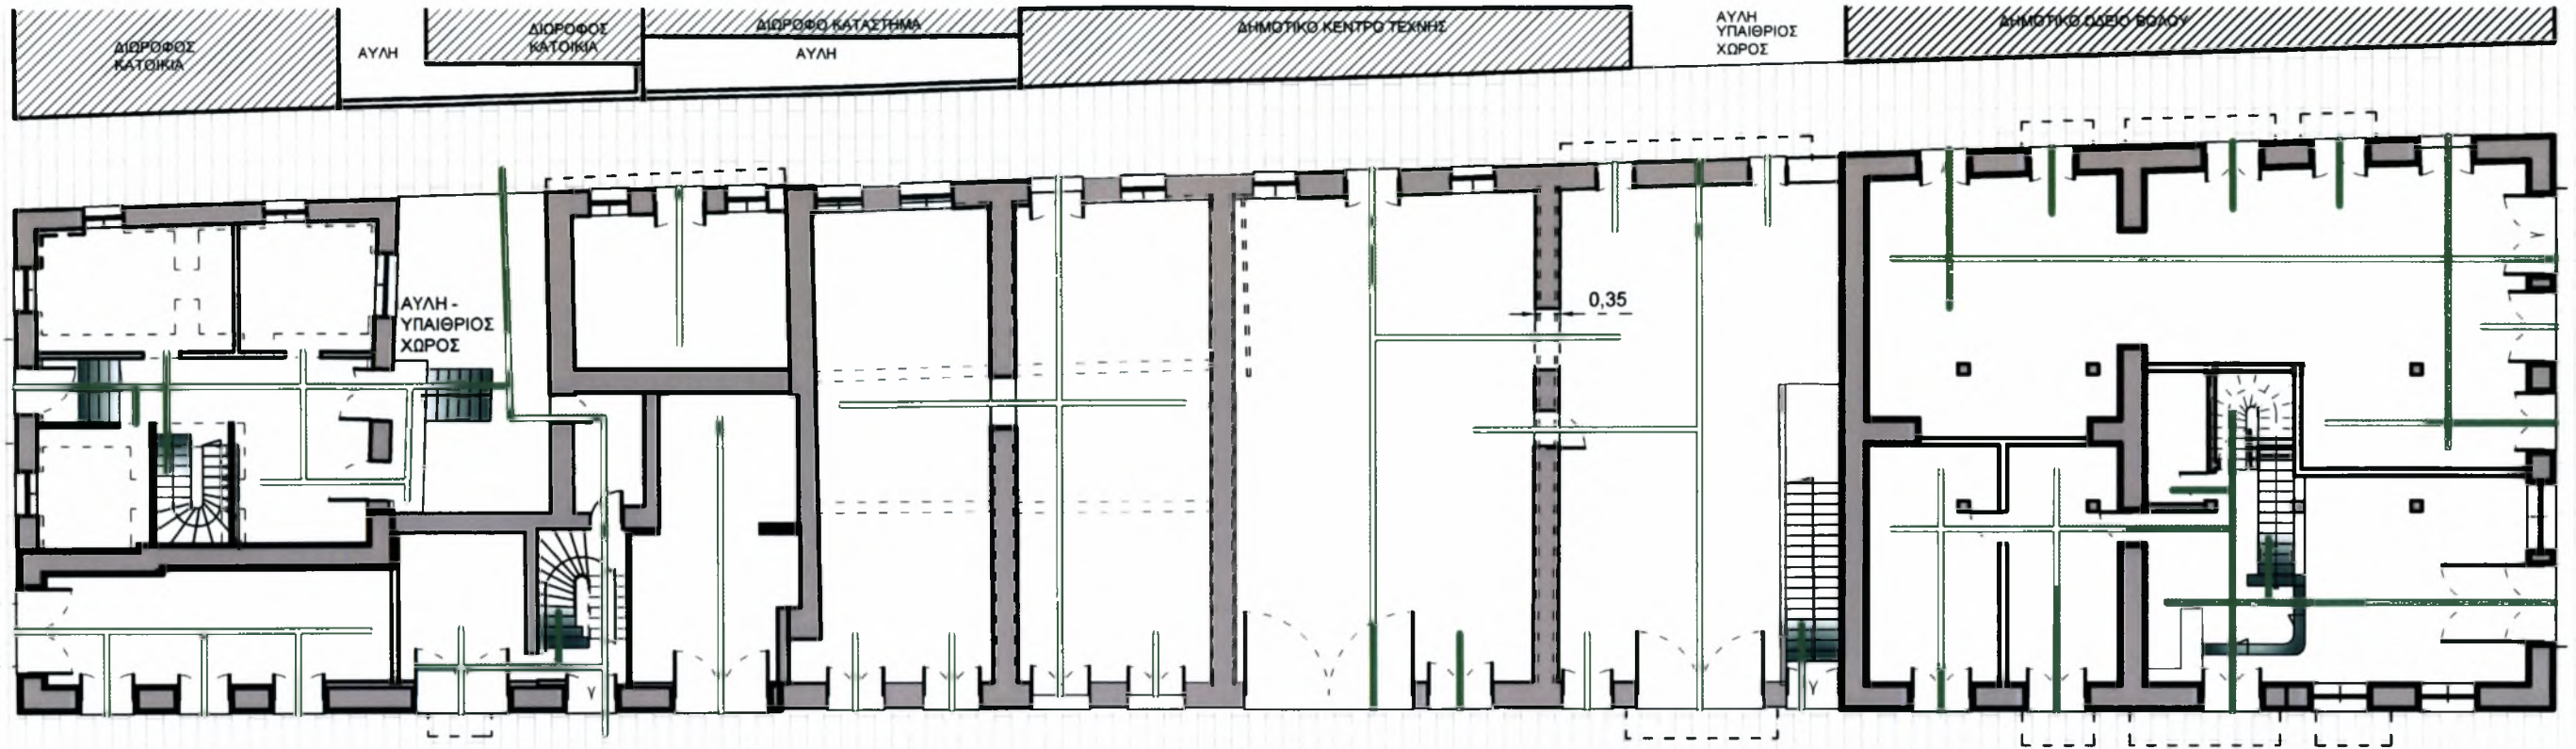 ΔΙΩΡΟΦΟΣ
ΚΑΤΟΙΚΙΑ
ΑΥΛΗ
ΔΙΩΡΟΦΟΣ
ΚΑΤΟΙΚΙΑ
ΔΙΩΡΟΦΟ ΚΑΤΑΣΤΗΜΑ
ΑΥΛΗ
ΔΗΜΟΤΙΚΟ ΚΕΝΤΡΟ ΤΕΧΝΗΣ
ΑΥΛΗ
ΥΠΑΙΘΡΙΟΣ
ΧΩΡΟΣ
ΔΗΜΟΤΙΚΟ ΩΔΕΙΟ ΒΟΛΟΥ
ΑΥΛΗ -
ΥΠΑΙΘΡΙΟΣ
ΧΩΡΟΣ
0,35